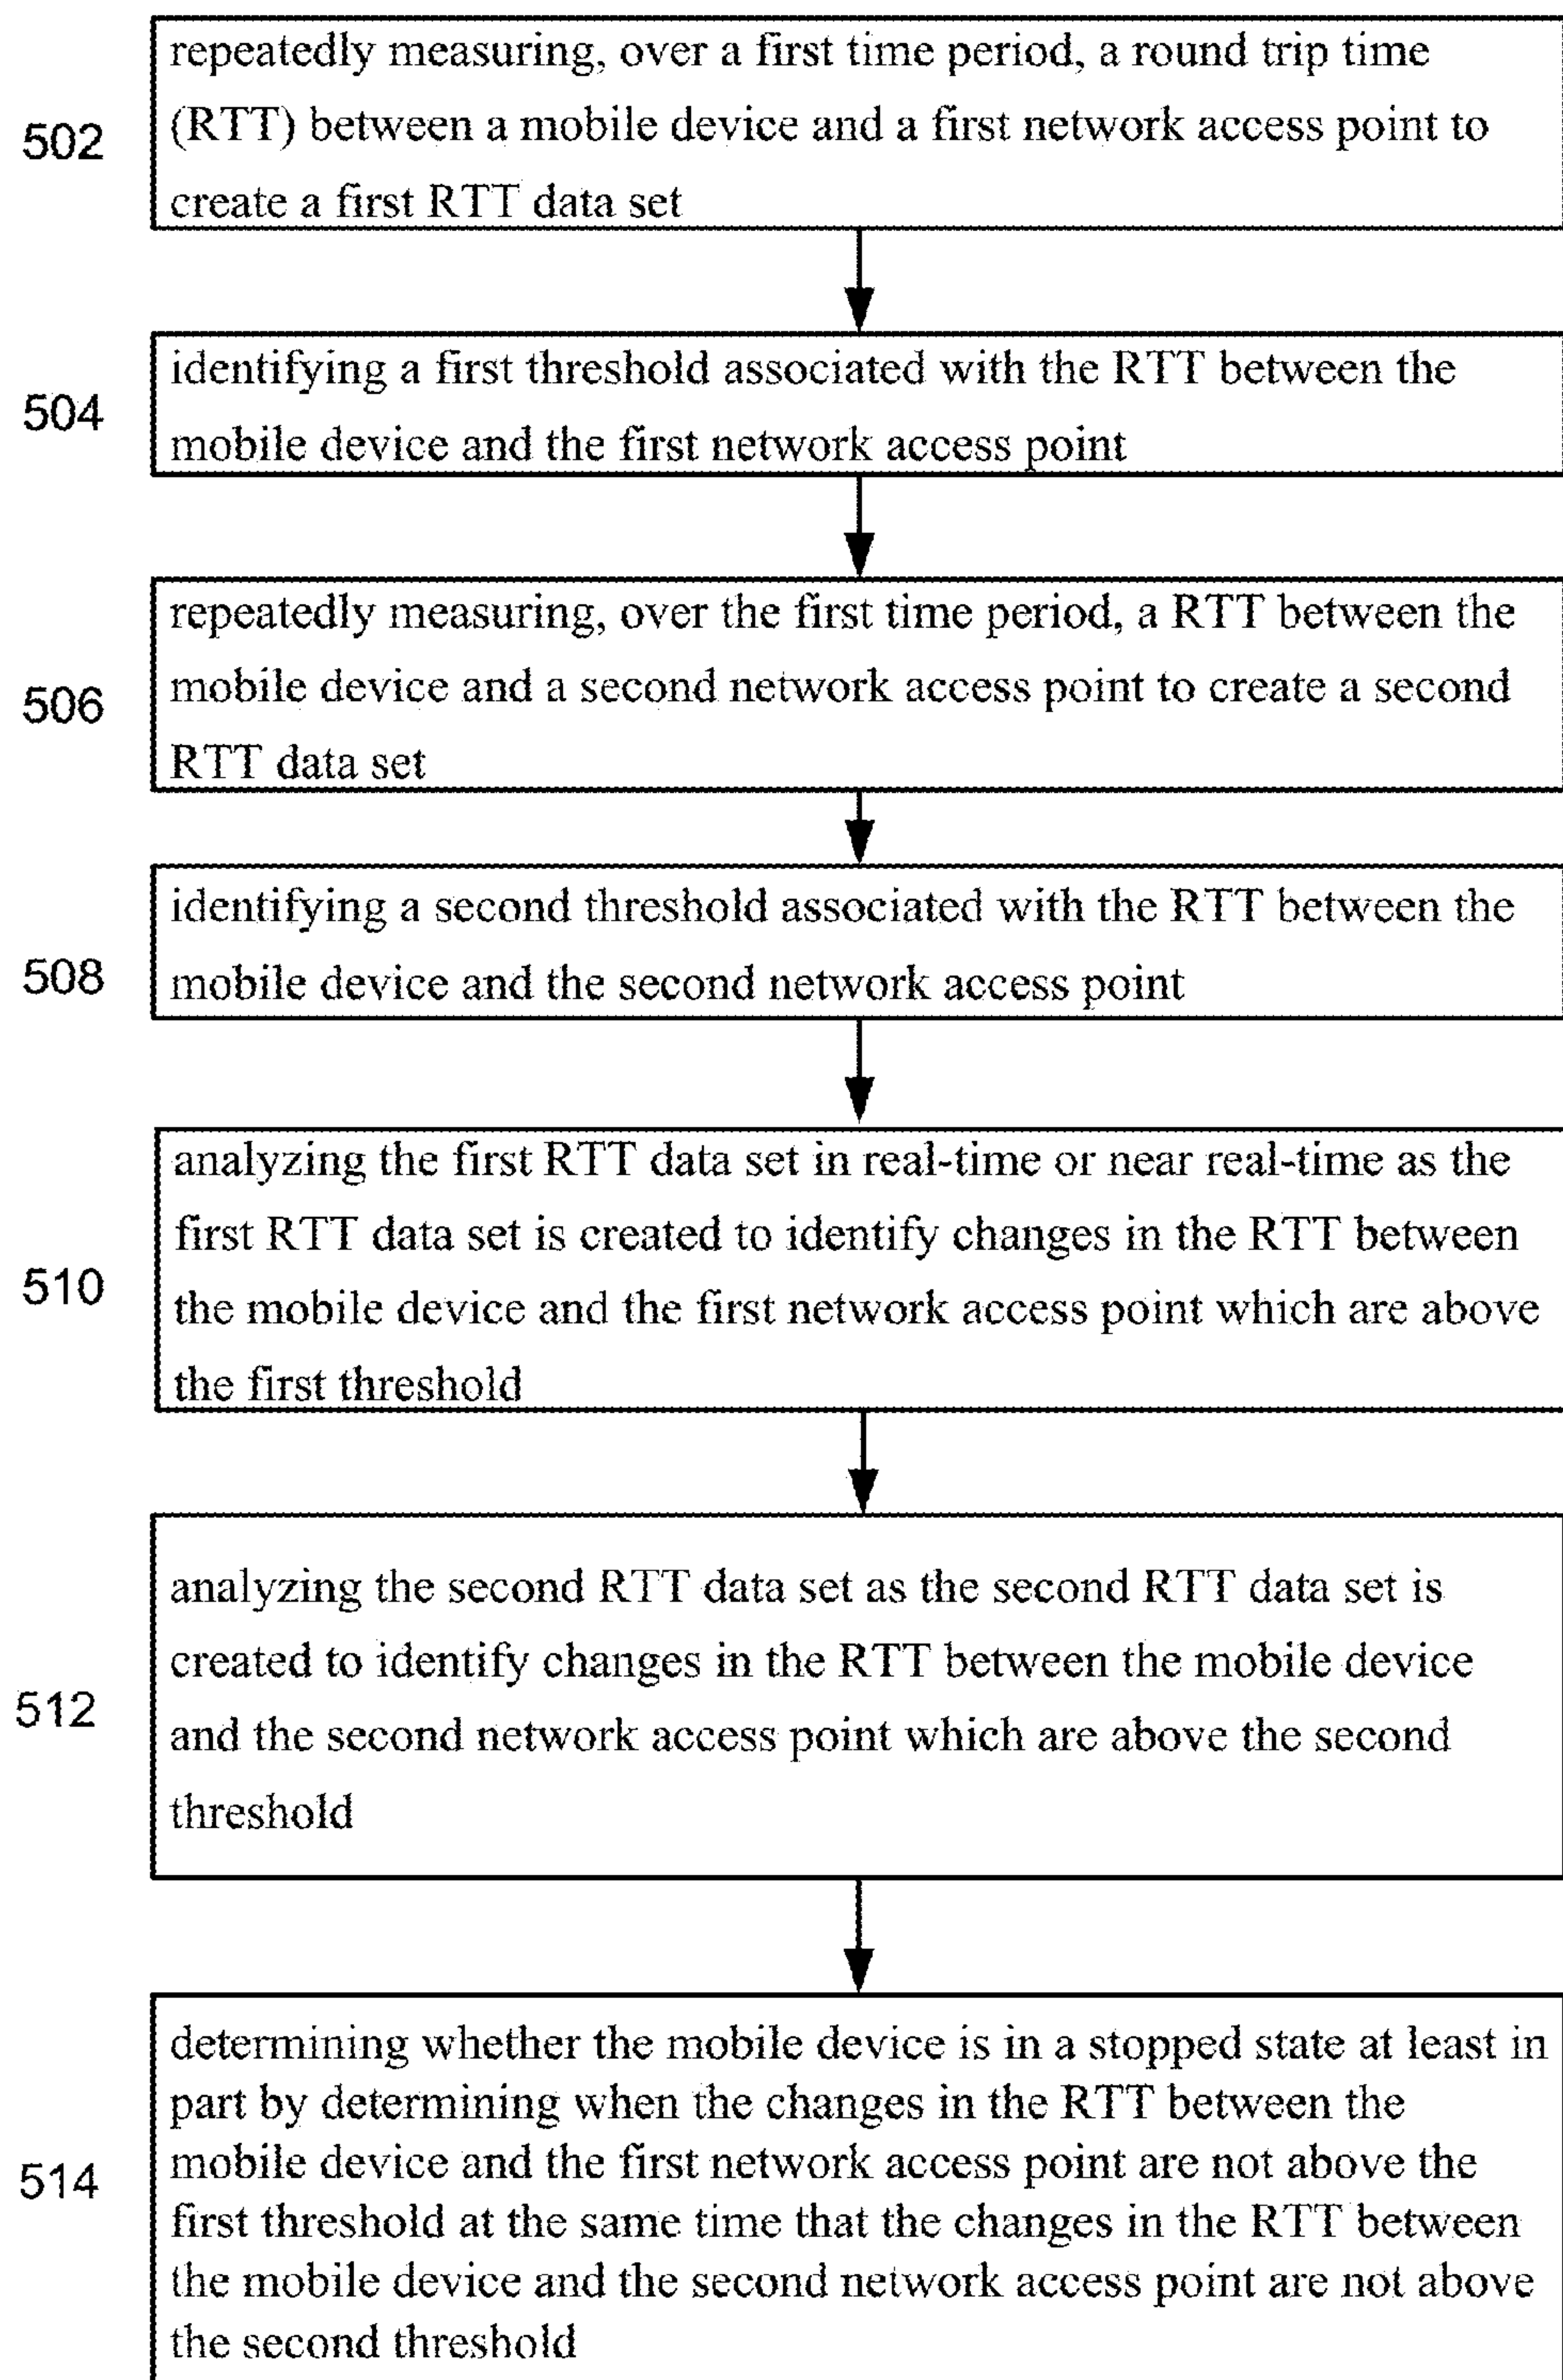 repeatedly measuring, over a first time period, a round trip time
502
(RTT) between a mobile device and a first network access point to
create a first RTT data set
identifying a first threshold associated with the RTT between the
504
mobile device and the first network access point
repeatedly measuring, over the first time period, a RTT between the
506
mobile device and a second network access point to create a second
RTT data set
identifying a second threshold associated with the RTT between the
508
mobile device and the second network access point
analyzing the first RTT data set in real-time or near real-time as the
first RTT data set is created to identify changes in the RTT between
510
the mobile device and the first network access point which are above
the first threshold
analyzing the second RTT data set as the second RTT data set is
created to identify changes in the RTT between the mobile device
512
and the second network access point which are above the second
threshold
determining whether the mobile device is in a stopped state at least in
part by determining when the changes in the RTT between the
514
mobile device and the first network access point are not above the
first threshold at the same time that the changes in the RTT between
the mobile device and the second network access point are not above
the second threshold